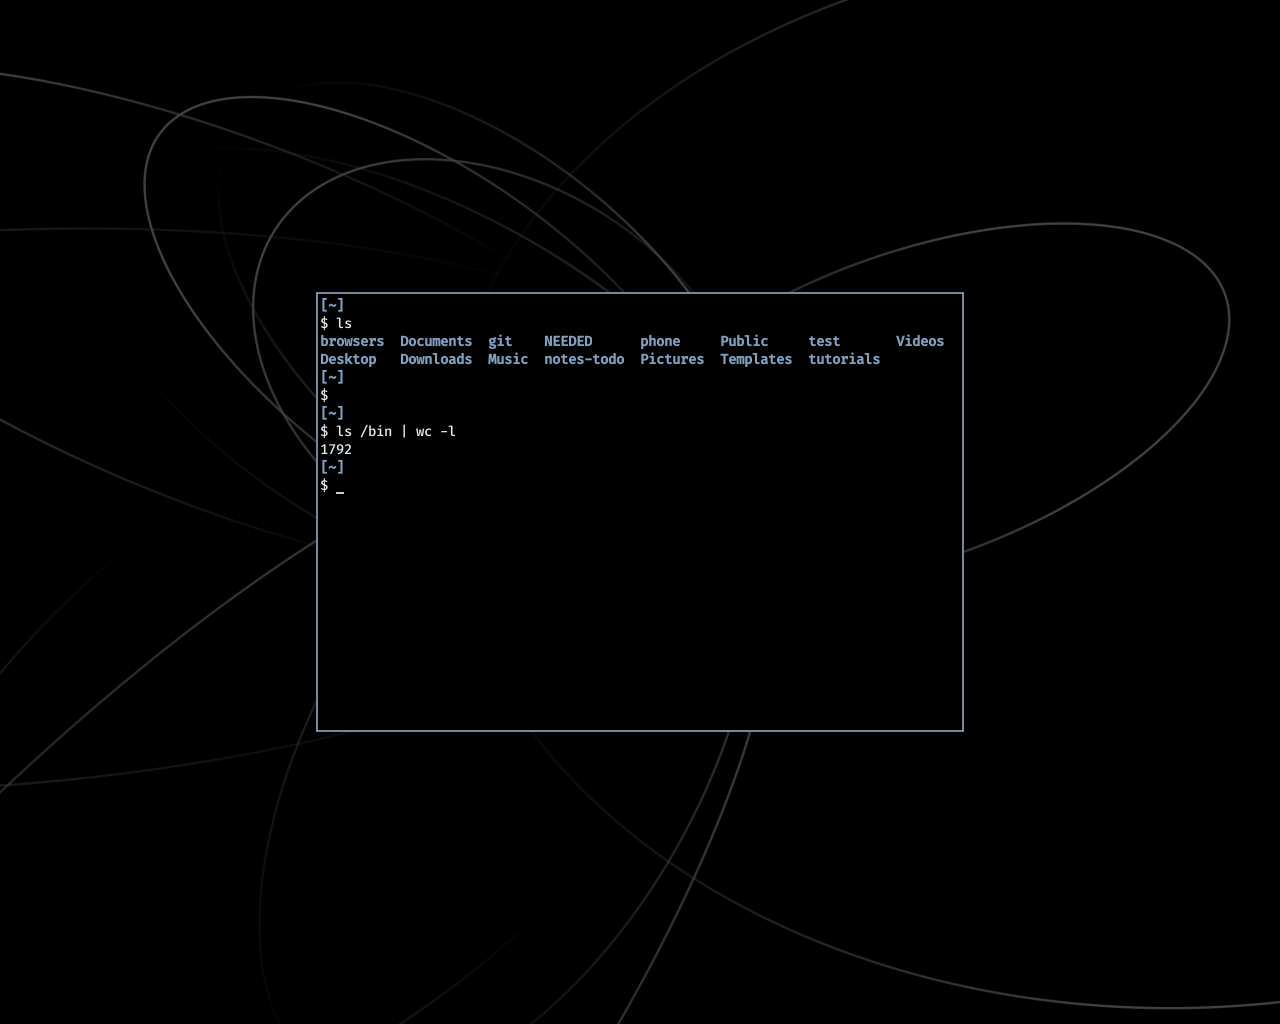 [~]
$ ls
browsers  Documents  git    NEEDED      phone     Public     test       Videos
Desktop   Downloads  Music  notes-todo  Pictures  Templates  tutorials
[~]
$
[~]
$ ls /bin | wc -l
1792
[~]
$ _